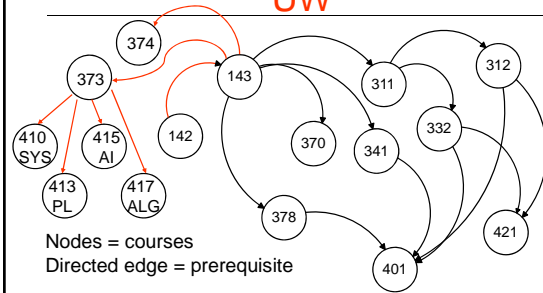 UW
374
373
143
311
312
410
SYS
415
AI
142
370
341
332
413
PL
417
ALG
378
421
401
Nodes = courses
Directed edge = prerequisite